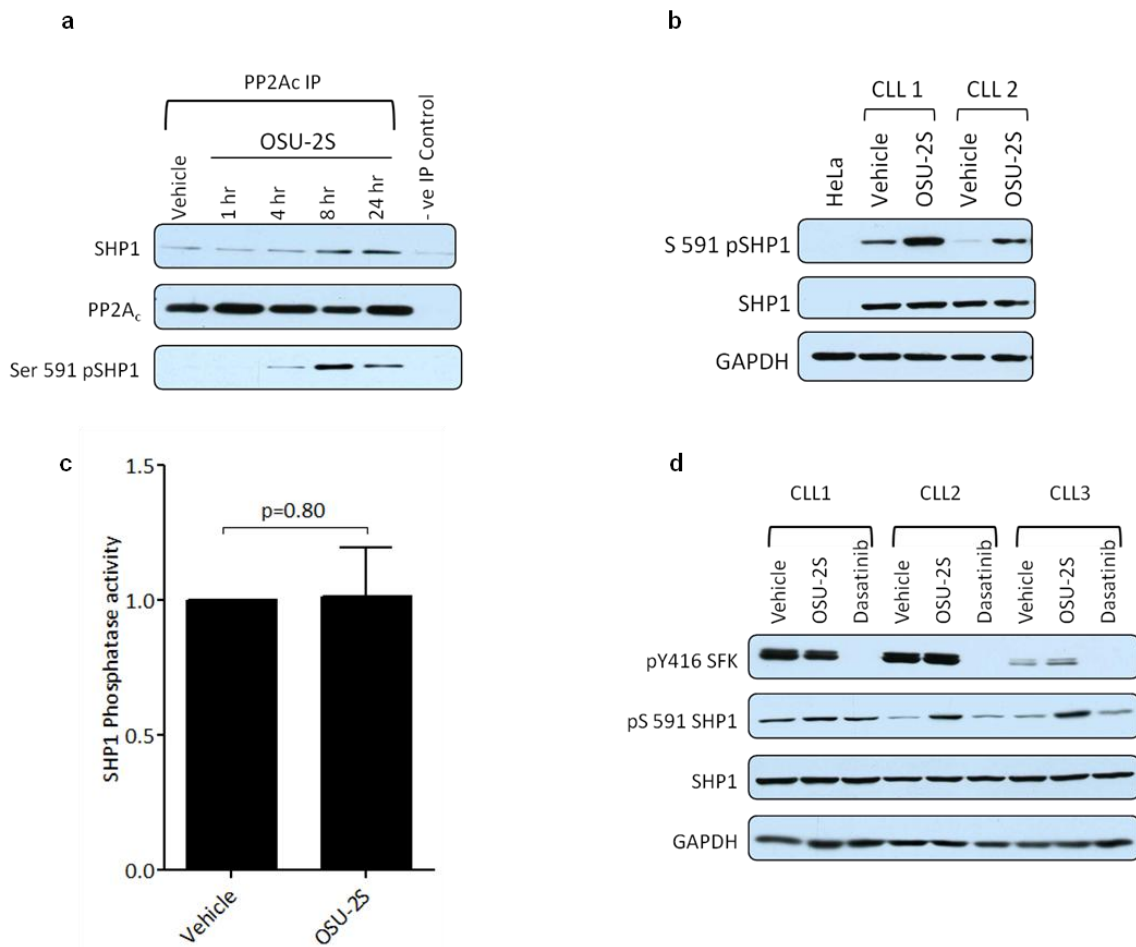 a
PP2Ac IP
OSU-2S
Vehicle
1 hr
4 hr
8 hr
24 hr
- ve IP Control
SHP1
PP2Ac
Ser 591 pSHP1
b
CLL 1
CLL 2
HeLa
Vehicle
OSU-2S
Vehicle
OSU-2S
S 591 pSHP1
SHP1
GAPDH
c
1.5
1.0
0.5
0.0
SHP1 Phosphatase activity
p=0.80
Vehicle
OSU-2S
d
CLL1
CLL2
CLL3
Vehicle
OSU-2S
Dasatinib
Vehicle
OSU-2S
Dasatinib
Vehicle
OSU-2S
Dasatinib
pY416 SFK
pS 591 SHP1
SHP1
GAPDH